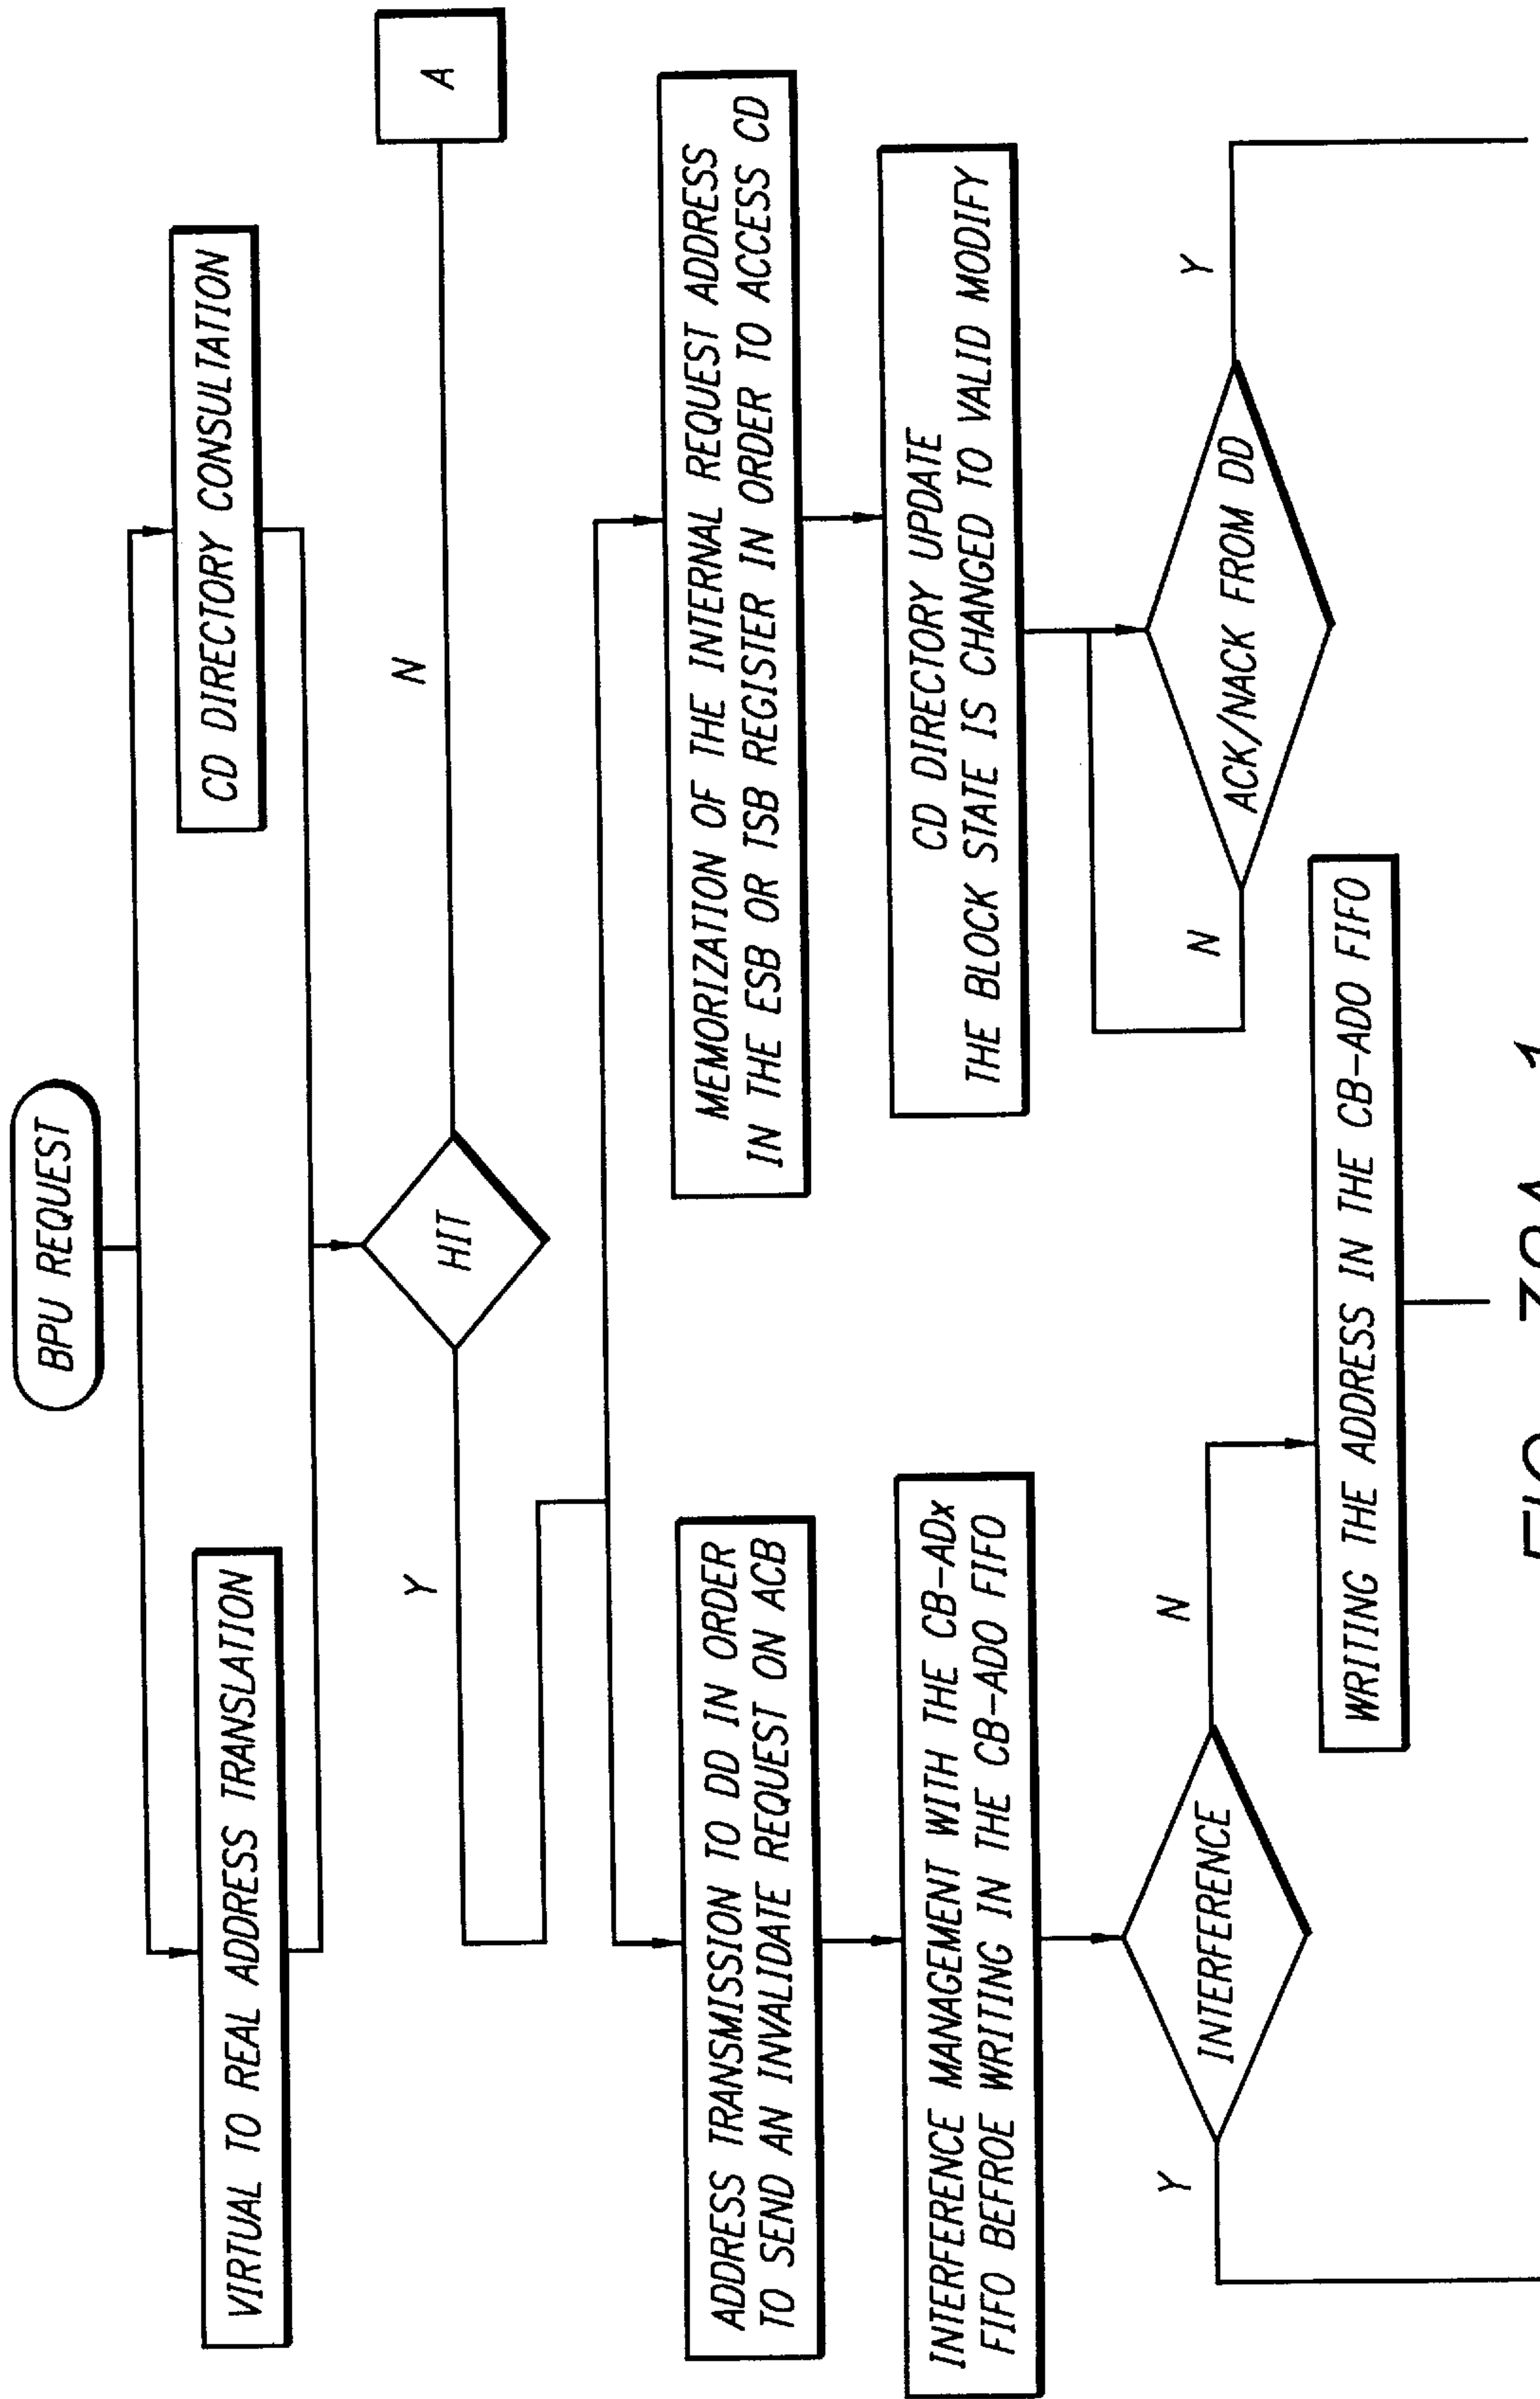 BPU REQUEST
VIRTUAL TO REAL ADDRESS TRANSLATION
CD DIRECTORY CONSULTATION
HIT
Y
N
A
ADDRESS TRANSMISSION TO DD IN ORDER
TO SEND AN INVALIDATE REQUEST ON ACB
MEMORIZATION OF THE INTERNAL REQUEST ADDRESS
IN THE ESB OR TSB REGISTER IN ORDER TO ACCESS CD
INTERFERENCE MANAGEMENT WITH THE CB-ADx
FIFO BEFROE WRITING IN THE CB-ADO FIFO
CD DIRECTORY UPDATE
THE BLOCK STATE IS CHANGED TO VALID MODIFY
Y
INTERFERENCE
N
N
ACK/NACK FROM DD
Y
WRITING THE ADDRESS IN THE CB-ADO FIFO